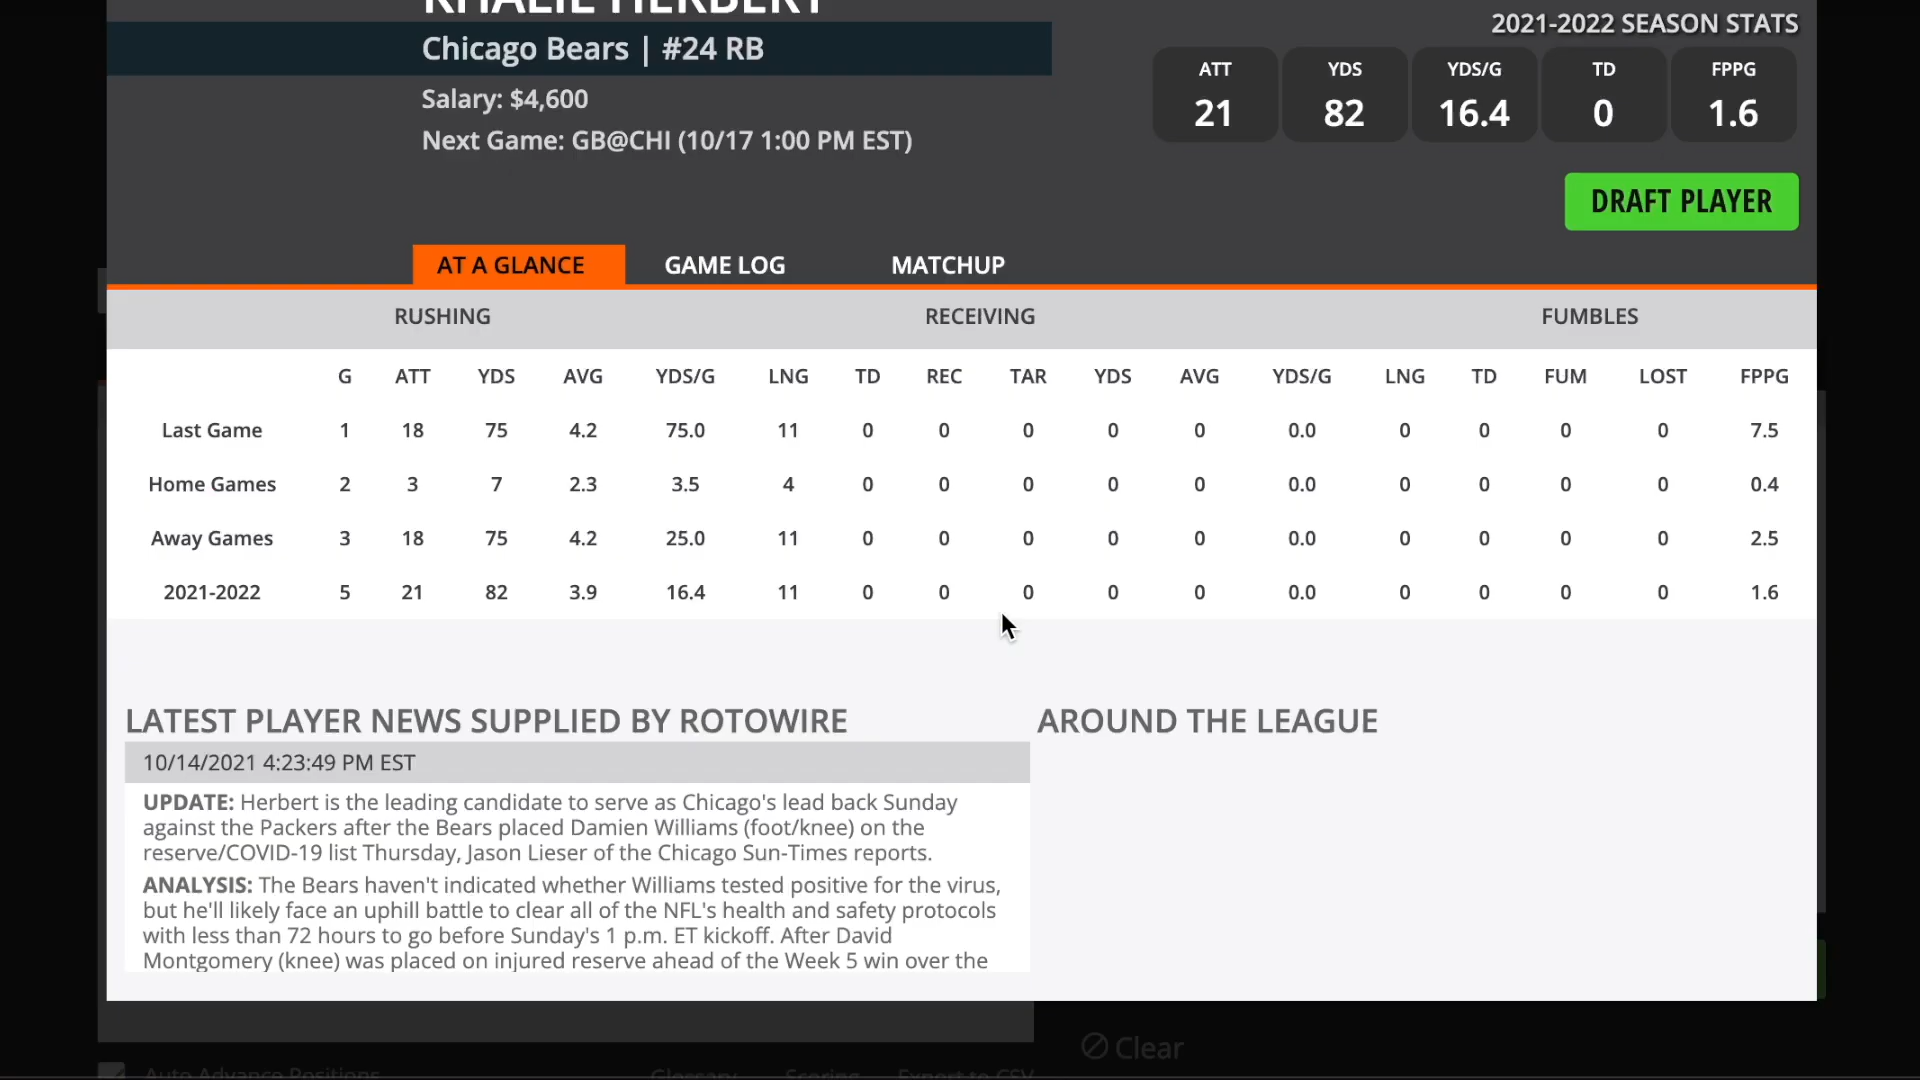 KHALIL HERBERT
2021-2022 SEASON STATS
Chicago Bears | #24 RB
Salary: $4,600
Next Game: GB@CHI (10/17 1:00 PM EST)
ATT YDS YDS/G TD FPPG
21 82 16.4 0 1.6
DRAFT PLAYER
AT A GLANCE GAME LOG MATCHUP
RUSHING RECEIVING FUMBLES
G ATT YDS AVG YDS/G LNG TD REC TAR YDS AVG YDS/G LNG TD FUM LOST FPPG
Last Game 1 18 75 4.2 75.0 11 0 0 0 0 0 0.0 0 0 0 0 7.5
Home Games 2 3 7 2.3 3.5 4 0 0 0 0 0 0.0 0 0 0 0 0.4
Away Games 3 18 75 4.2 25.0 11 0 0 0 0 0 0.0 0 0 0 0 2.5
2021-2022 5 21 82 3.9 16.4 11 0 0 0 0 0 0.0 0 0 0 0 1.6
LATEST PLAYER NEWS SUPPLIED BY ROTOWIRE
10/14/2021 4:23:49 PM EST
UPDATE: Herbert is the leading candidate to serve as Chicago's lead back Sunday
against the Packers after the Bears placed Damien Williams (foot/knee) on the
reserve/COVID-19 list Thursday, Jason Lieser of the Chicago Sun-Times reports.
ANALYSIS: The Bears haven't indicated whether Williams tested positive for the virus,
but he'll likely face an uphill battle to clear all of the NFL's health and safety protocols
with less than 72 hours to go before Sunday's 1 p.m. ET kickoff. After David
Montgomery (knee) was placed on injured reserve ahead of the Week 5 win over the
AROUND THE LEAGUE
Clear
Auto Advance Positions Glossary Scoring Export to CSV